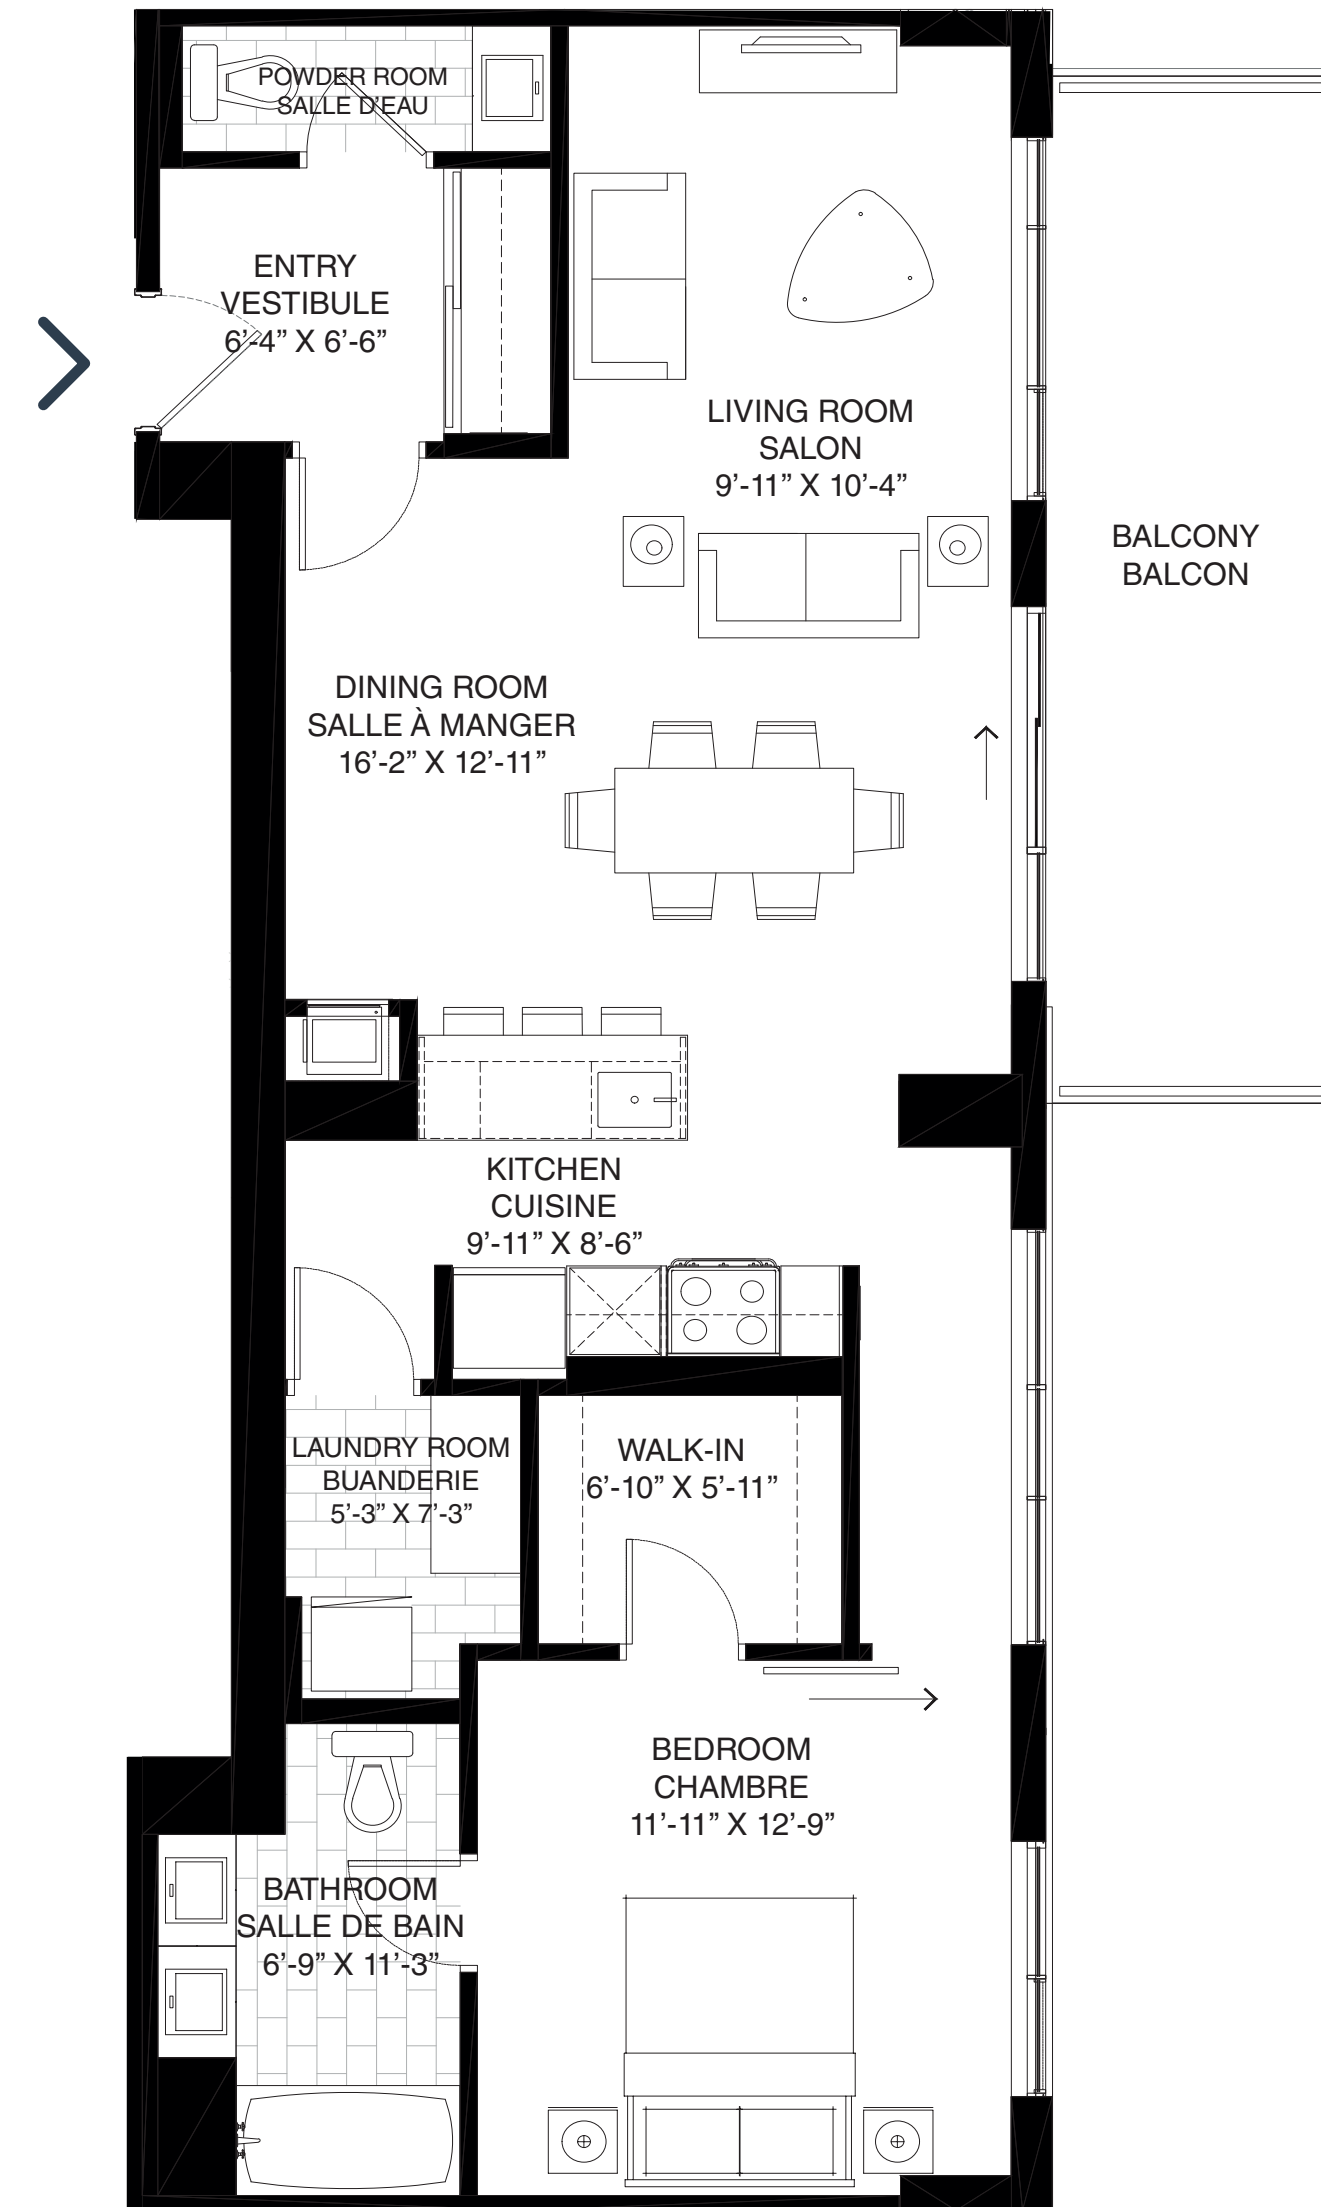 POWDER ROOM
SALLE D'EAU
ENTRY
VESTIBULE
6'-4” X 6'-6”
LIVING ROOM
SALON
9'-11” X 10'-4”
BALCONY
BALCON
DINING ROOM
SALLE À MANGER
16'-2” X 12'-11”
KITCHEN
CUISINE
9'-11” X 8'-6”
LAUNDRY ROOM
BUANDERIE
5'-3” X 7'-3”
WALK-IN
6'-10” X 5'-11”
BEDROOM
CHAMBRE
11'-11” X 12'-9”
BATHROOM
SALLE DE BAIN
6'-9” X 11'-3”